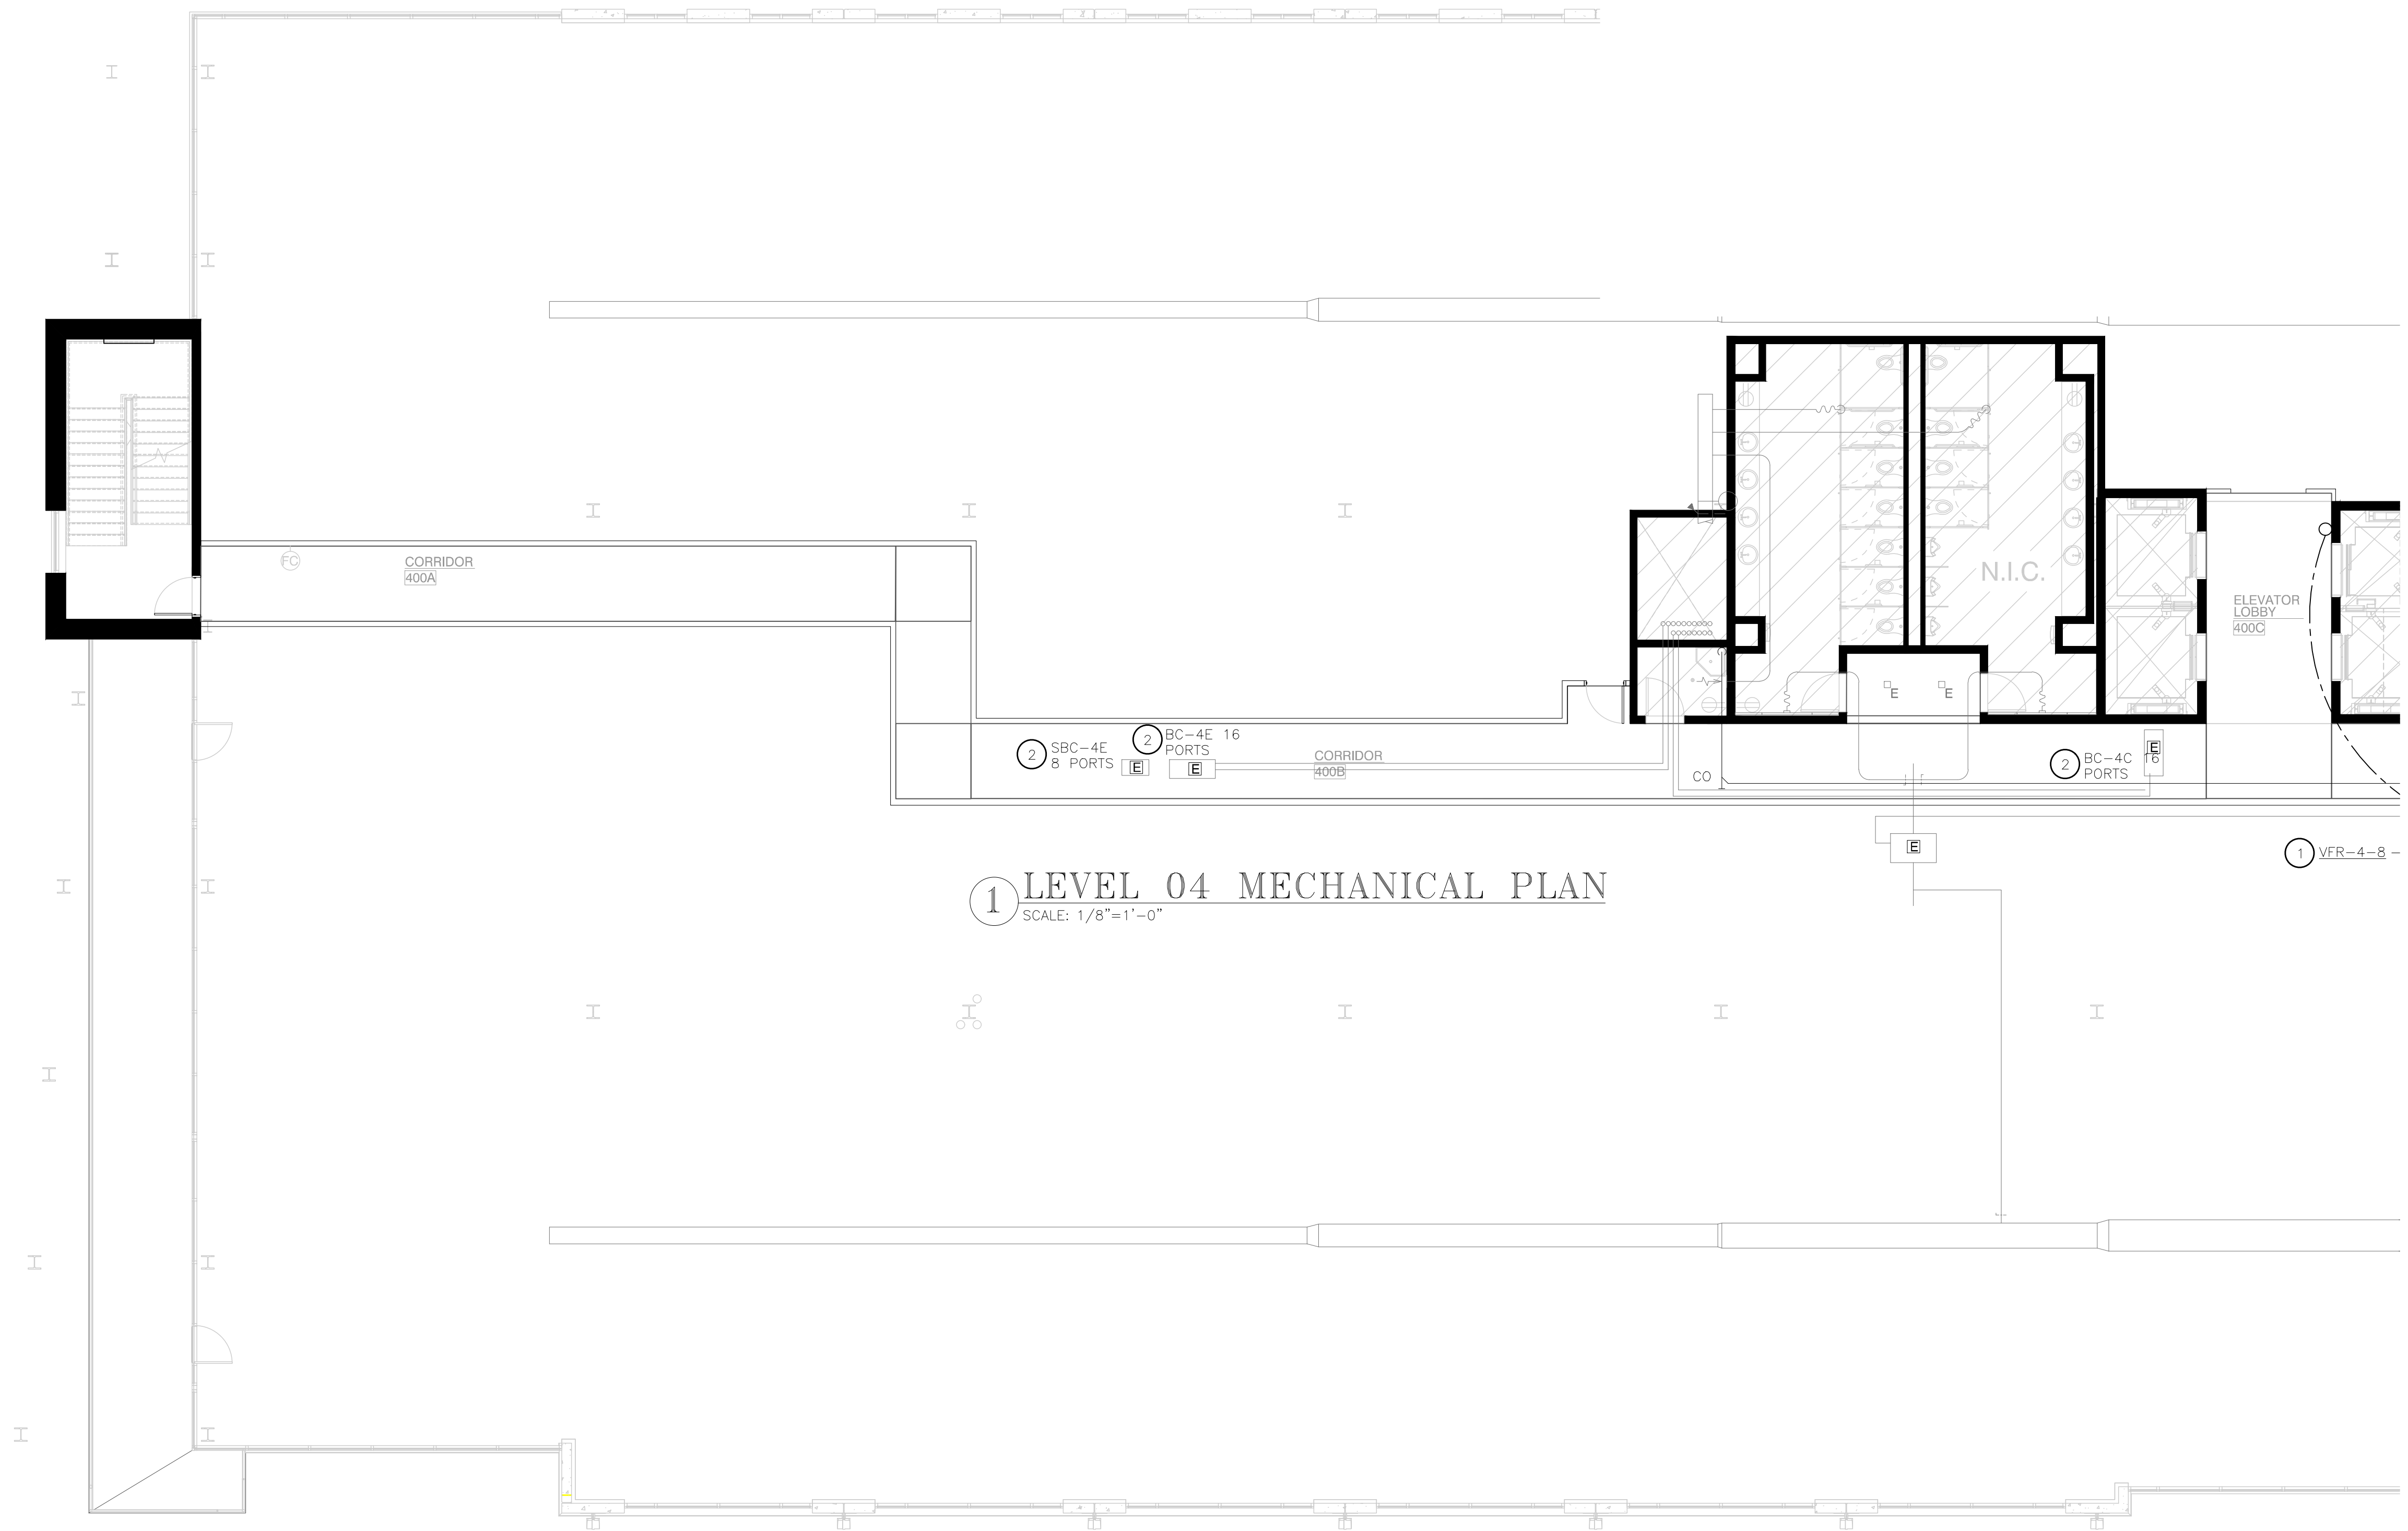 FC
CORRIDOR
400A
N.I.C.
ELEVATOR
LOBBY
400C
E
E
2
SBC-4E
8 PORTS
E
2
BC-4E 16
PORTS
E
CORRIDOR
400B
CO
2
BC-4C 16
PORTS
E
E
1
VFR-4-8
1
LEVEL 04 MECHANICAL PLAN
SCALE: 1/8"=1'-0"